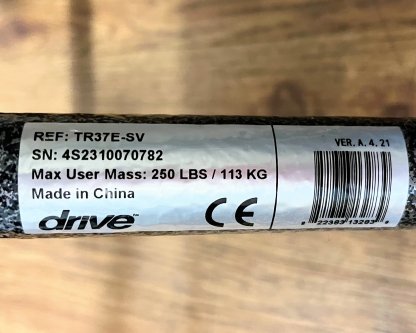 REF: TR37E-SV
SN: 4S2310070782
Max User Mass: 250 LBS / 113 KG
Made in China
drive™
CE
VER. A. 4. 21